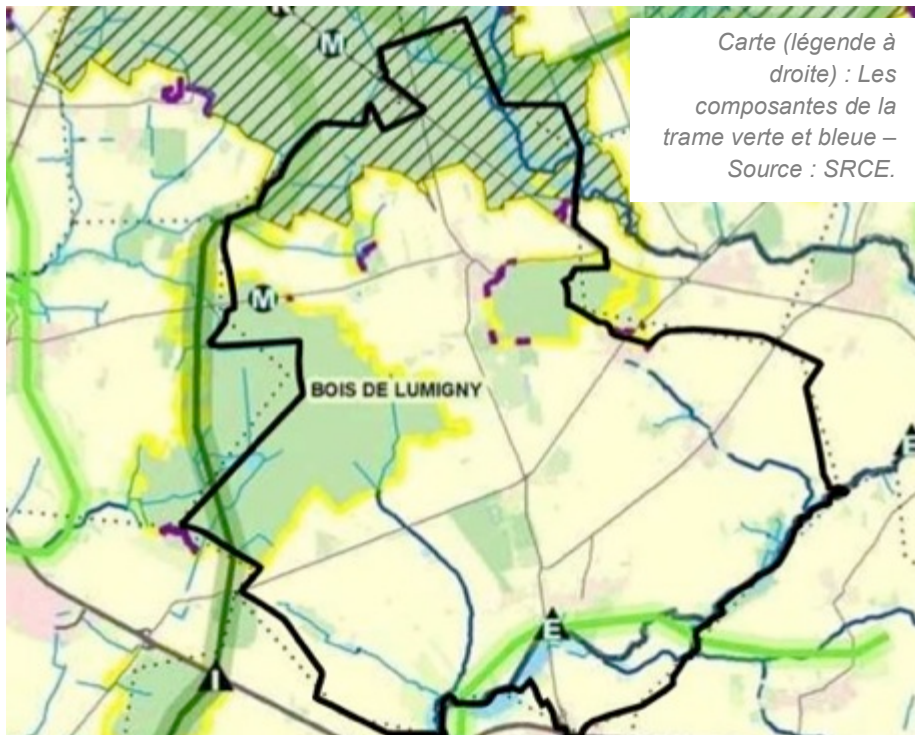 Carte (légende à
droite) : Les
composantes de la
trame verte et bleue –
Source : SRCE.
M
M
BOIS DE LUMIGNY
E
I